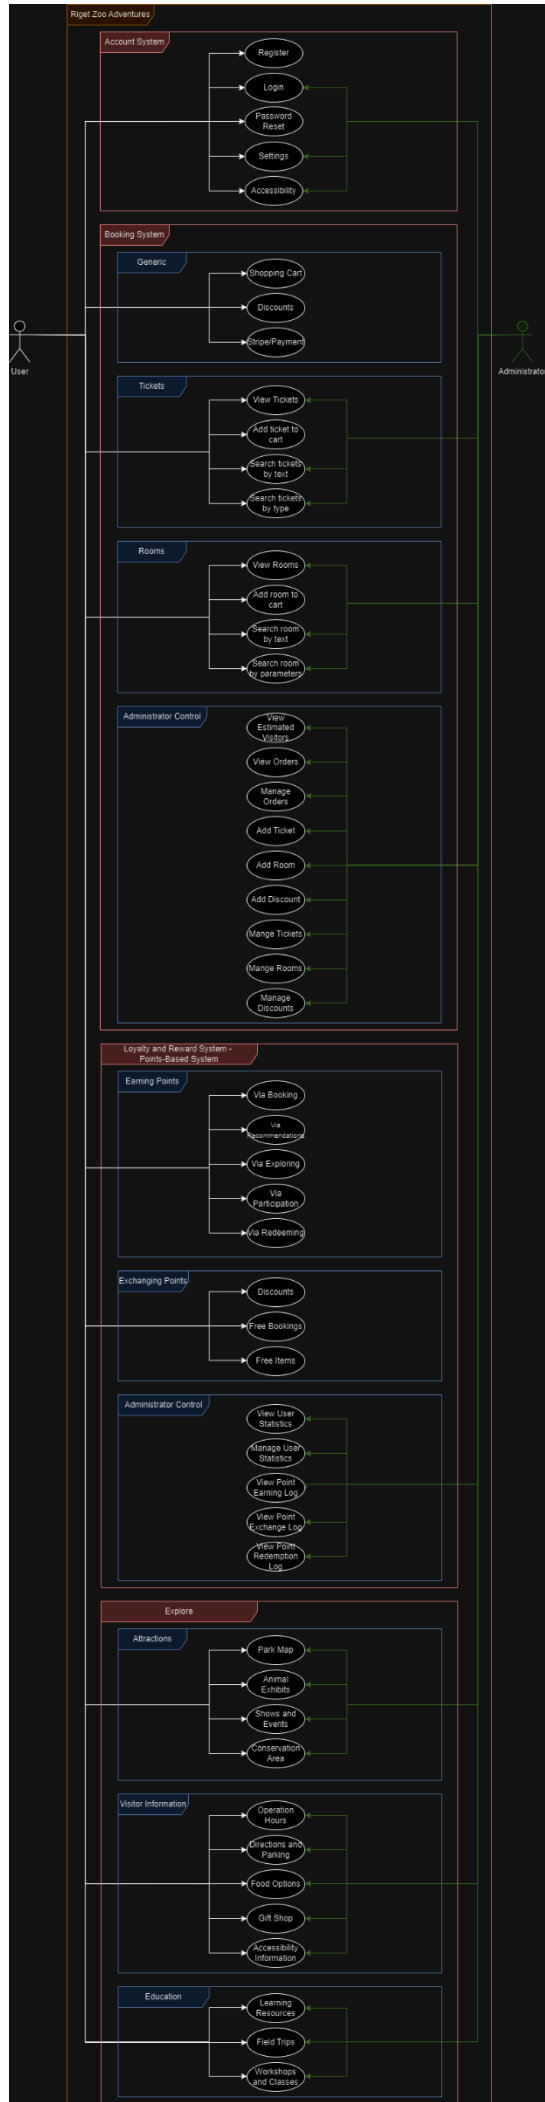 Riget Zoo Adventures
Account System
Register
Login
Password
Reset
Settings
Accessibility
Booking System
Generic
Shopping Cart
Discounts
Stripe/Payment
User
Administrator
Tickets
View Tickets
Add ticket to
cart
Search tickets
by text
Search tickets
by type
Rooms
View Rooms
Add room to
cart
Search room
by text
Search room
by parameters
Administrator Control
View
Estimated
Visitors
View Orders
Manage
Orders
Add Ticket
Add Room
Add Discount
Mange Tickets
Mange Rooms
Manage
Discounts
Loyalty and Reward System -
Points-Based System
Earning Points
Via Booking
Via
Recommendations
Via Exploring
Via
Participation
Via Redeeming
Exchanging Points
Discounts
Free Bookings
Free Items
Administrator Control
View User
Statistics
Manage User
Statistics
View Point
Earning Log
View Point
Exchange Log
View Point
Redemption
Log
Explore
Attractions
Park Map
Animal
Exhibits
Shows and
Events
Conservation
Area
Visitor Information
Operation
Hours
Directions and
Parking
Food Options
Gift Shop
Accessibility
Information
Education
Learning
Resources
Field Trips
Workshops
and Classes